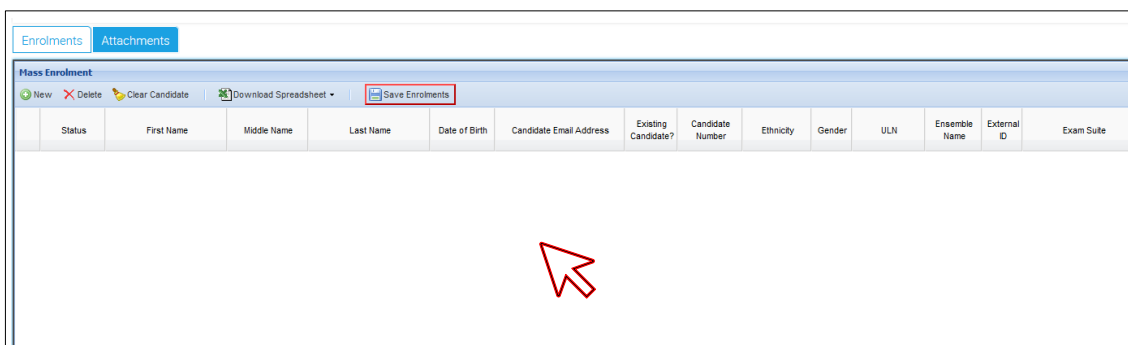 Enrolments Attachments
Mass Enrolment
New Delete Clear Candidate Download Spreadsheet Save Enrolments
Status First Name Middle Name Last Name Date of Birth Candidate Email Address Existing Candidate? Candidate Number Ethnicity Gender ULN Ensemble Name External ID Exam Suite